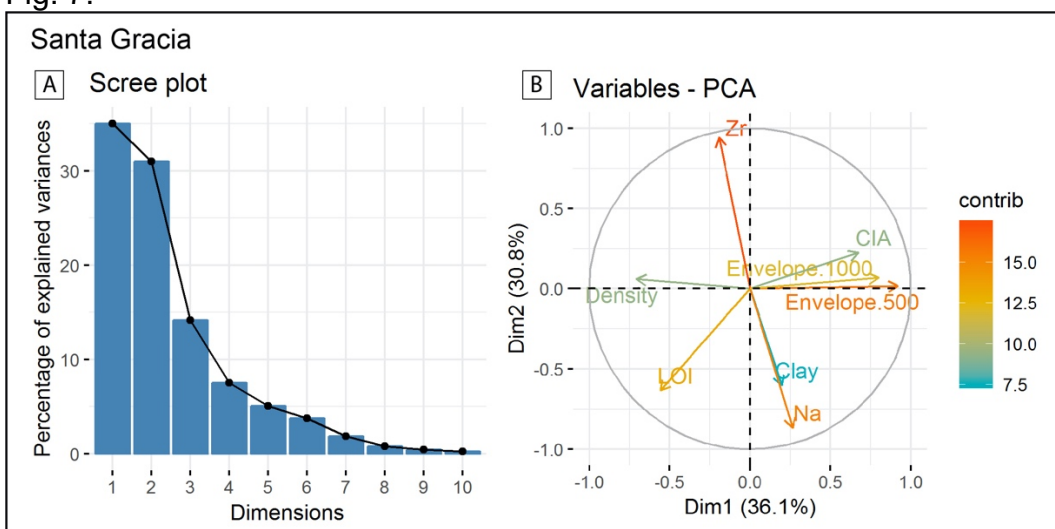 Fig. 7:
Santa Gracia
A Scree plot
Percentage of explained variances
30
20
10
0
1 2 3 4 5 6 7 8 9 10
Dimensions
B Variables - PCA
Dim2 (30.8%)
1.0
0.5
0.0
-0.5
-1.0
Zr
CIA
Envelope.1000
Density
Envelope.500
LOI
Clay
Na
-1.0 -0.5 0.0 0.5 1.0
Dim1 (36.1%)
contrib
15.0
12.5
10.0
7.5